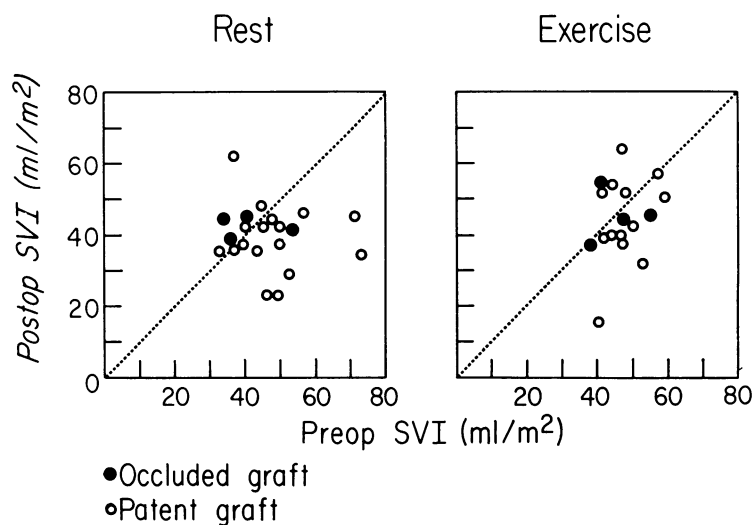 Rest Exercise
Postop SVI (ml/m²)
80
60
40
20
0
20 40 60 80
20 40 60 80
Preop SVI (ml/m²)
●Occluded graft
○Patent graft